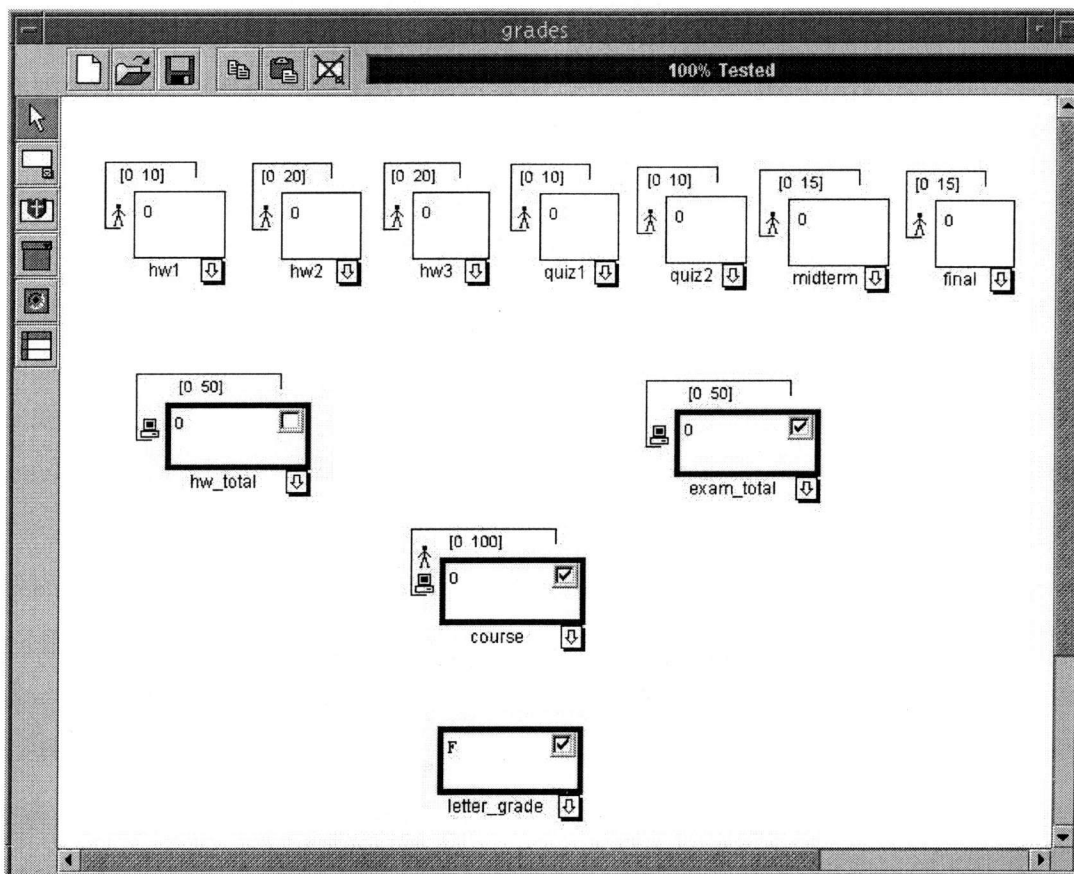 grades
100% Tested
[0 10] [0 20] [0 20] [0 10] [0 10] [0 15] [0 15]
0 0 0 0 0 0 0
hw1 hw2 hw3 quiz1 quiz2 midterm final
[0 50] [0 50]
0 0
hw_total exam_total
[0 100]
0
course
F
letter_grade